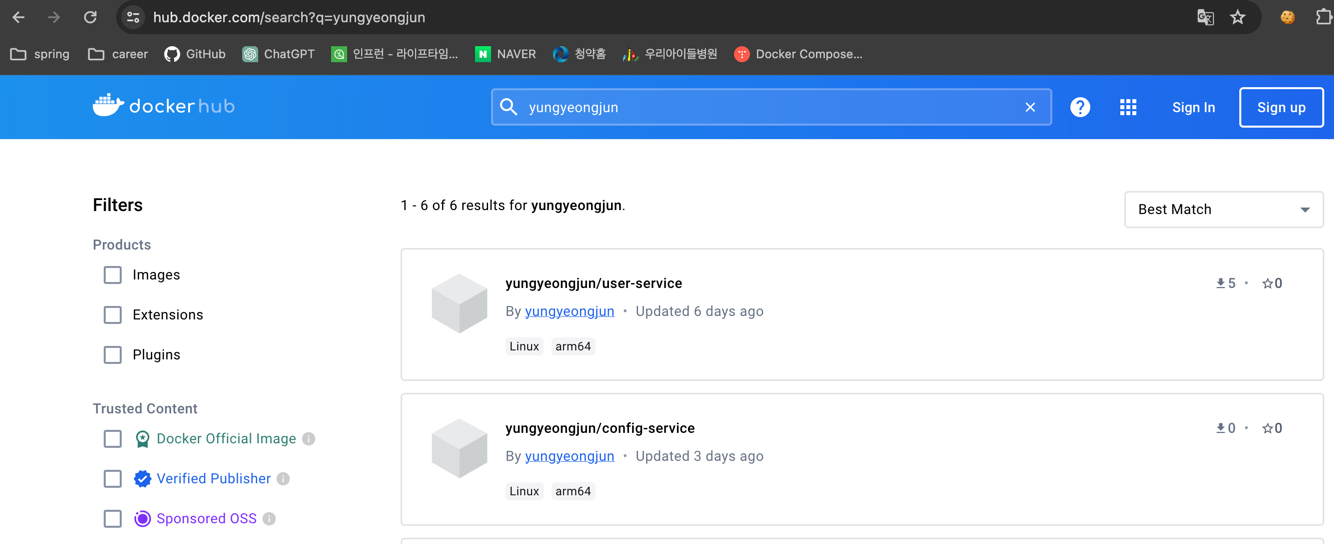 hub.docker.com/search?q=yungyeongjun
spring career GitHub ChatGPT 인프런 - 라이프타임... NAVER 청약홈 우리아이들병원 Docker Compose...
dockerhub yungyeongjun Sign In Sign up
Filters
Products
Images
Extensions
Plugins
Trusted Content
Docker Official Image
Verified Publisher
Sponsored OSS
1 - 6 of 6 results for yungyeongjun.
Best Match
yungyeongjun/user-service
5 • 0
By yungyeongjun • Updated 6 days ago
Linux arm64
yungyeongjun/config-service
0 • 0
By yungyeongjun • Updated 3 days ago
Linux arm64